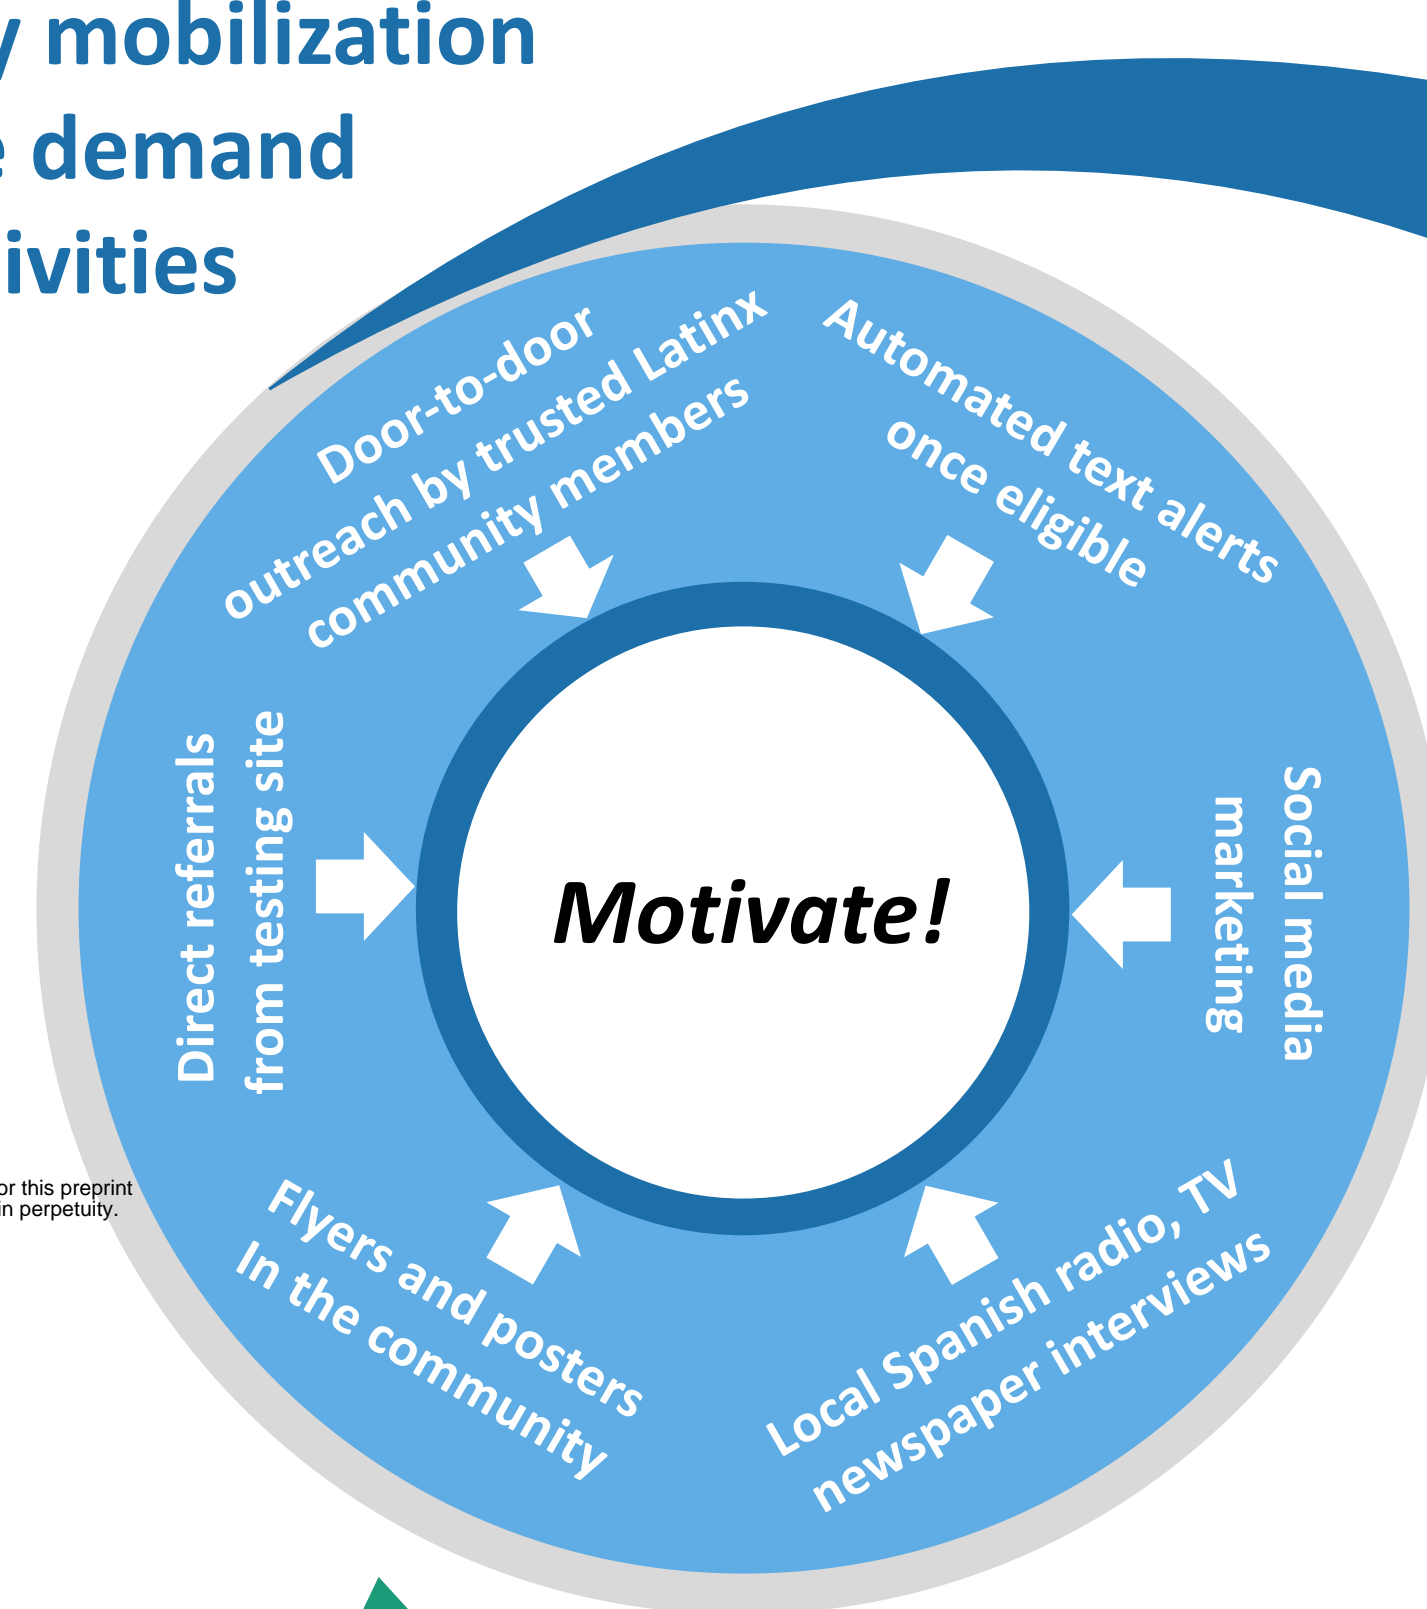 y mobilization
e demand
ivities
Door-to-door
outreach by trusted Latinx
community members
Automated text alerts
once eligible
Direct referrals
from testing site
Motivate!
Social media
marketing
or this preprint
in perpetuity.
Flyers and posters
In the community
Local Spanish radio, TV
newspaper interviews